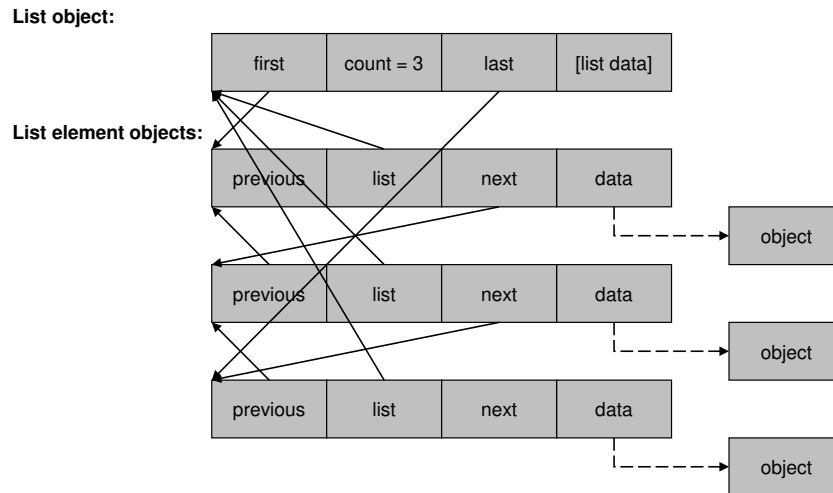 List object:
first count = 3 last [list data]
List element objects:
previous list next data
object
previous list next data
object
previous list next data
object